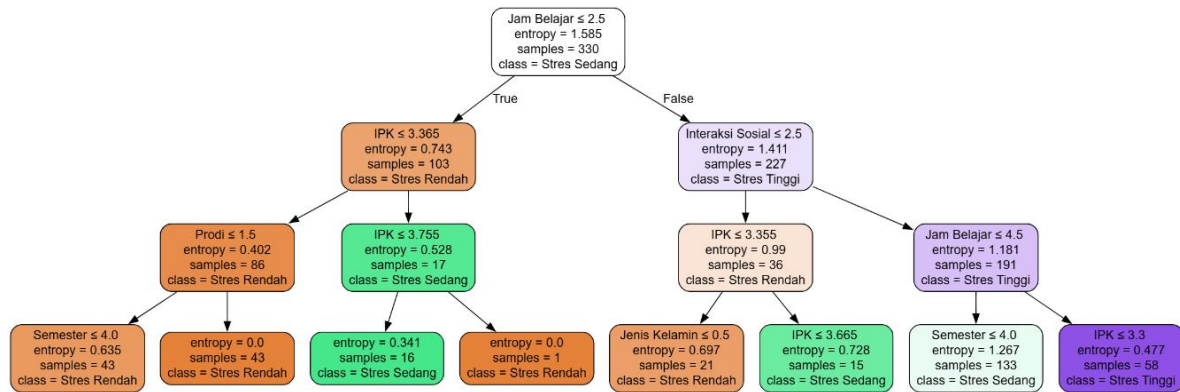 Jam Belajar ≤ 2.5
entropy = 1.585
samples = 330
class = Stres Sedang
True
False
IPK ≤ 3.365
entropy = 0.743
samples = 103
class = Stres Rendah
Interaksi Sosial ≤ 2.5
entropy = 1.411
samples = 227
class = Stres Tinggi
Prodi ≤ 1.5
entropy = 0.402
samples = 86
class = Stres Rendah
IPK ≤ 3.755
entropy = 0.528
samples = 17
class = Stres Sedang
IPK ≤ 3.355
entropy = 0.99
samples = 36
class = Stres Rendah
Jam Belajar ≤ 4.5
entropy = 1.181
samples = 191
class = Stres Tinggi
Semester ≤ 4.0
entropy = 0.635
samples = 43
class = Stres Rendah
entropy = 0.0
samples = 43
class = Stres Rendah
entropy = 0.341
samples = 16
class = Stres Sedang
entropy = 0.0
samples = 1
class = Stres Rendah
Jenis Kelamin ≤ 0.5
entropy = 0.697
samples = 21
class = Stres Rendah
IPK ≤ 3.665
entropy = 0.728
samples = 15
class = Stres Sedang
Semester ≤ 4.0
entropy = 1.267
samples = 133
class = Stres Sedang
IPK ≤ 3.3
entropy = 0.477
samples = 58
class = Stres Tinggi